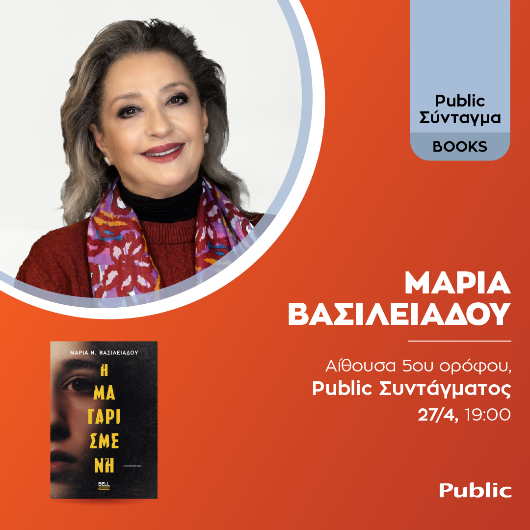 Public
Σύνταγμα
BOOKS
ΜΑΡΙΑ
ΒΑΣΙΛΕΙΑΔΟΥ
Αίθουσα 5ου ορόφου,
Public Συντάγματος
27/4, 19:00
ΜΑΡΙΑ Η. ΒΑΣΙΛΕΙΑΔΟΥ
Η
ΜΑ
ΓΑΡΙ
ΣΜΕ
ΝΗ
BELL
Public